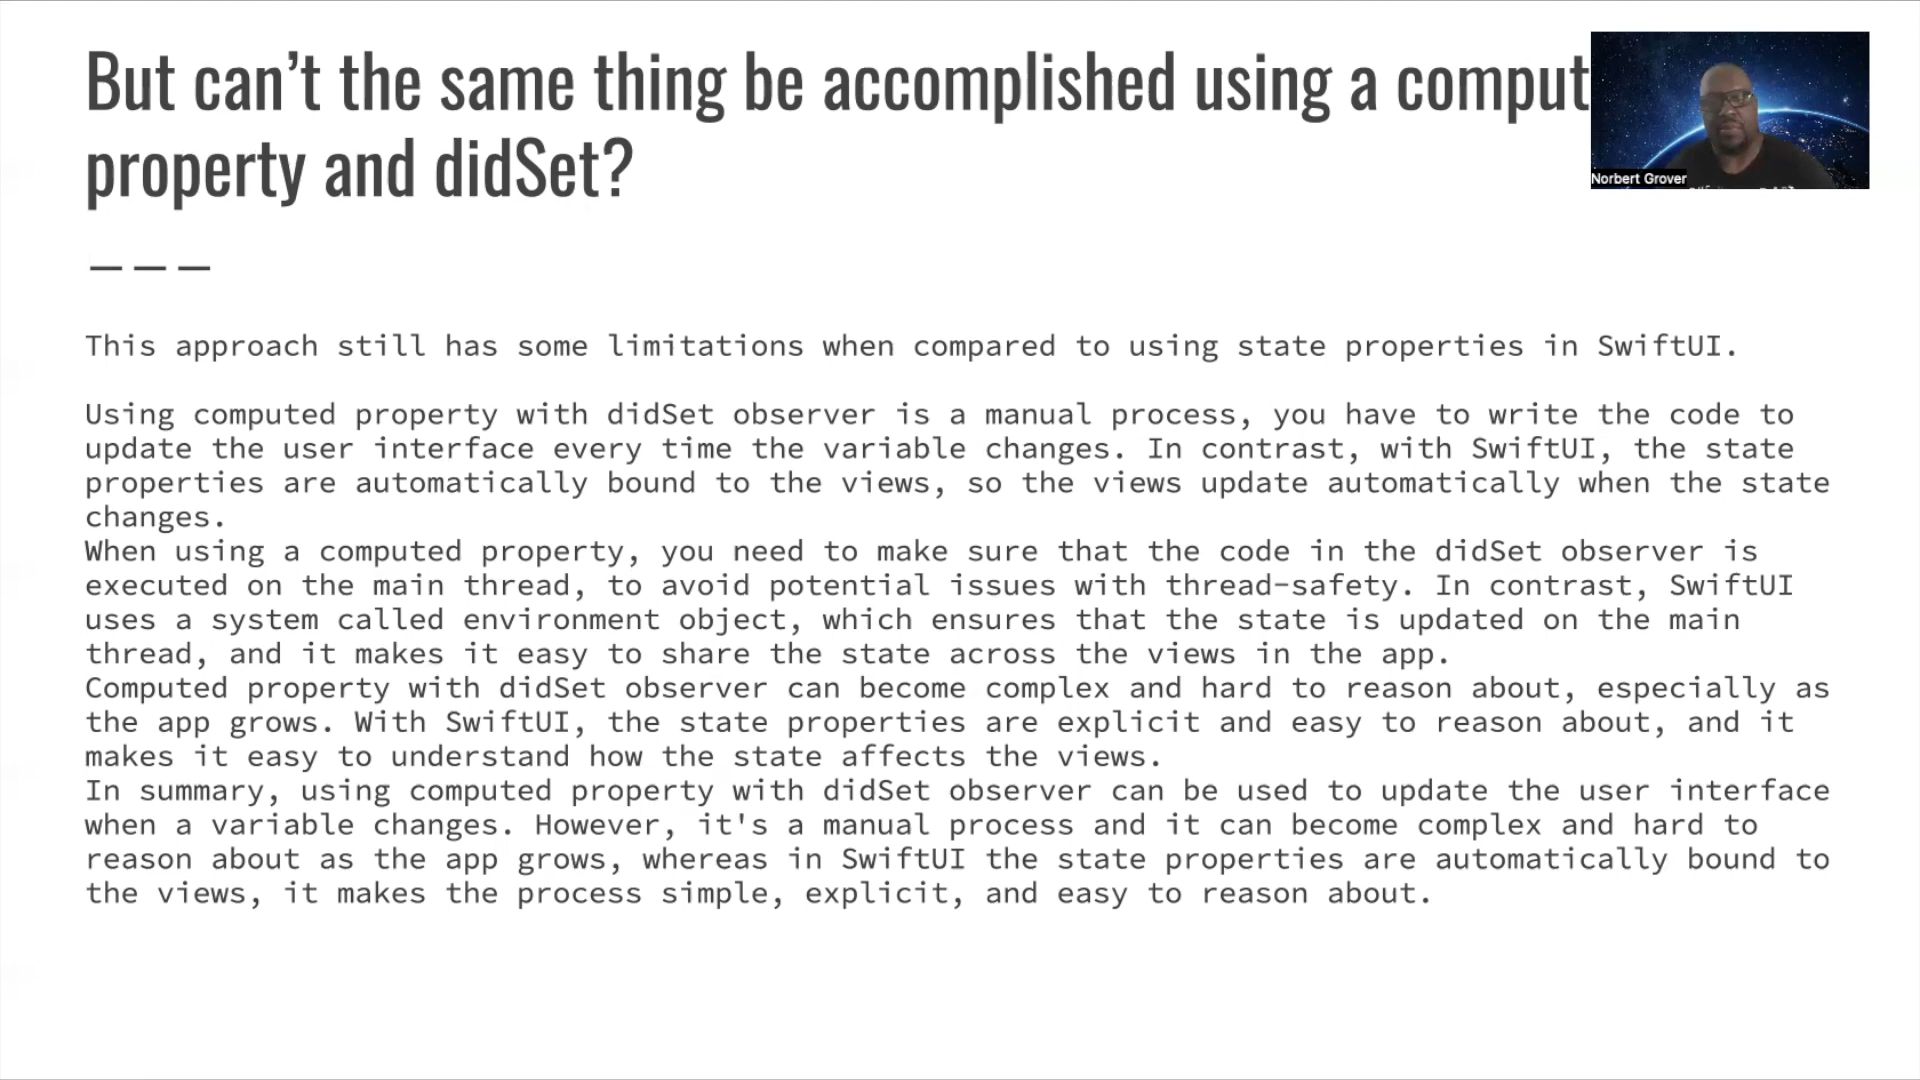 But can’t the same thing be accomplished using a comput
property and didSet?
Norbert Grover
This approach still has some limitations when compared to using state properties in SwiftUI.
Using computed property with didSet observer is a manual process, you have to write the code to
update the user interface every time the variable changes. In contrast, with SwiftUI, the state
properties are automatically bound to the views, so the views update automatically when the state
changes.
When using a computed property, you need to make sure that the code in the didSet observer is
executed on the main thread, to avoid potential issues with thread-safety. In contrast, SwiftUI
uses a system called environment object, which ensures that the state is updated on the main
thread, and it makes it easy to share the state across the views in the app.
Computed property with didSet observer can become complex and hard to reason about, especially as
the app grows. With SwiftUI, the state properties are explicit and easy to reason about, and it
makes it easy to understand how the state affects the views.
In summary, using computed property with didSet observer can be used to update the user interface
when a variable changes. However, it's a manual process and it can become complex and hard to
reason about as the app grows, whereas in SwiftUI the state properties are automatically bound to
the views, it makes the process simple, explicit, and easy to reason about.